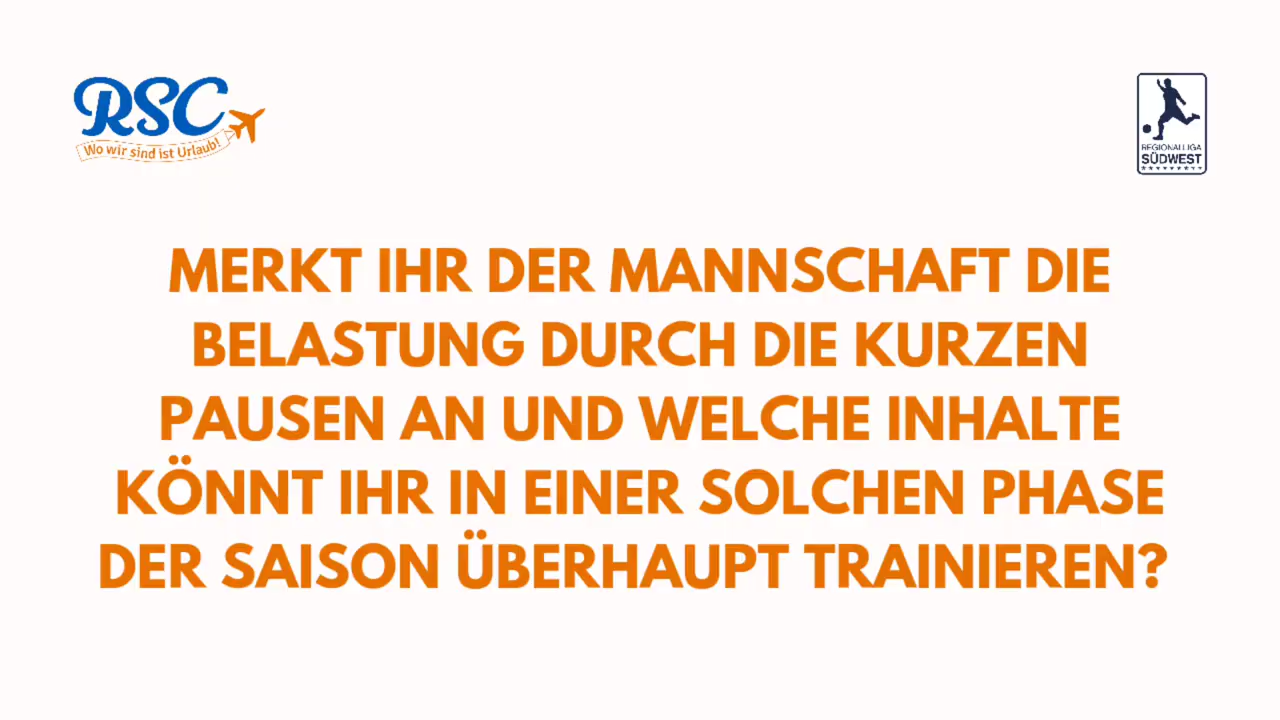 RSC
Wo wir sind ist Urlaub!
REGIONALLIGA
SÜDWEST
MERKT IHR DER MANNSCHAFT DIE
BELASTUNG DURCH DIE KURZEN
PAUSEN AN UND WELCHE INHALTE
KÖNNT IHR IN EINER SOLCHEN PHASE
DER SAISON ÜBERHAUPT TRAINIEREN?